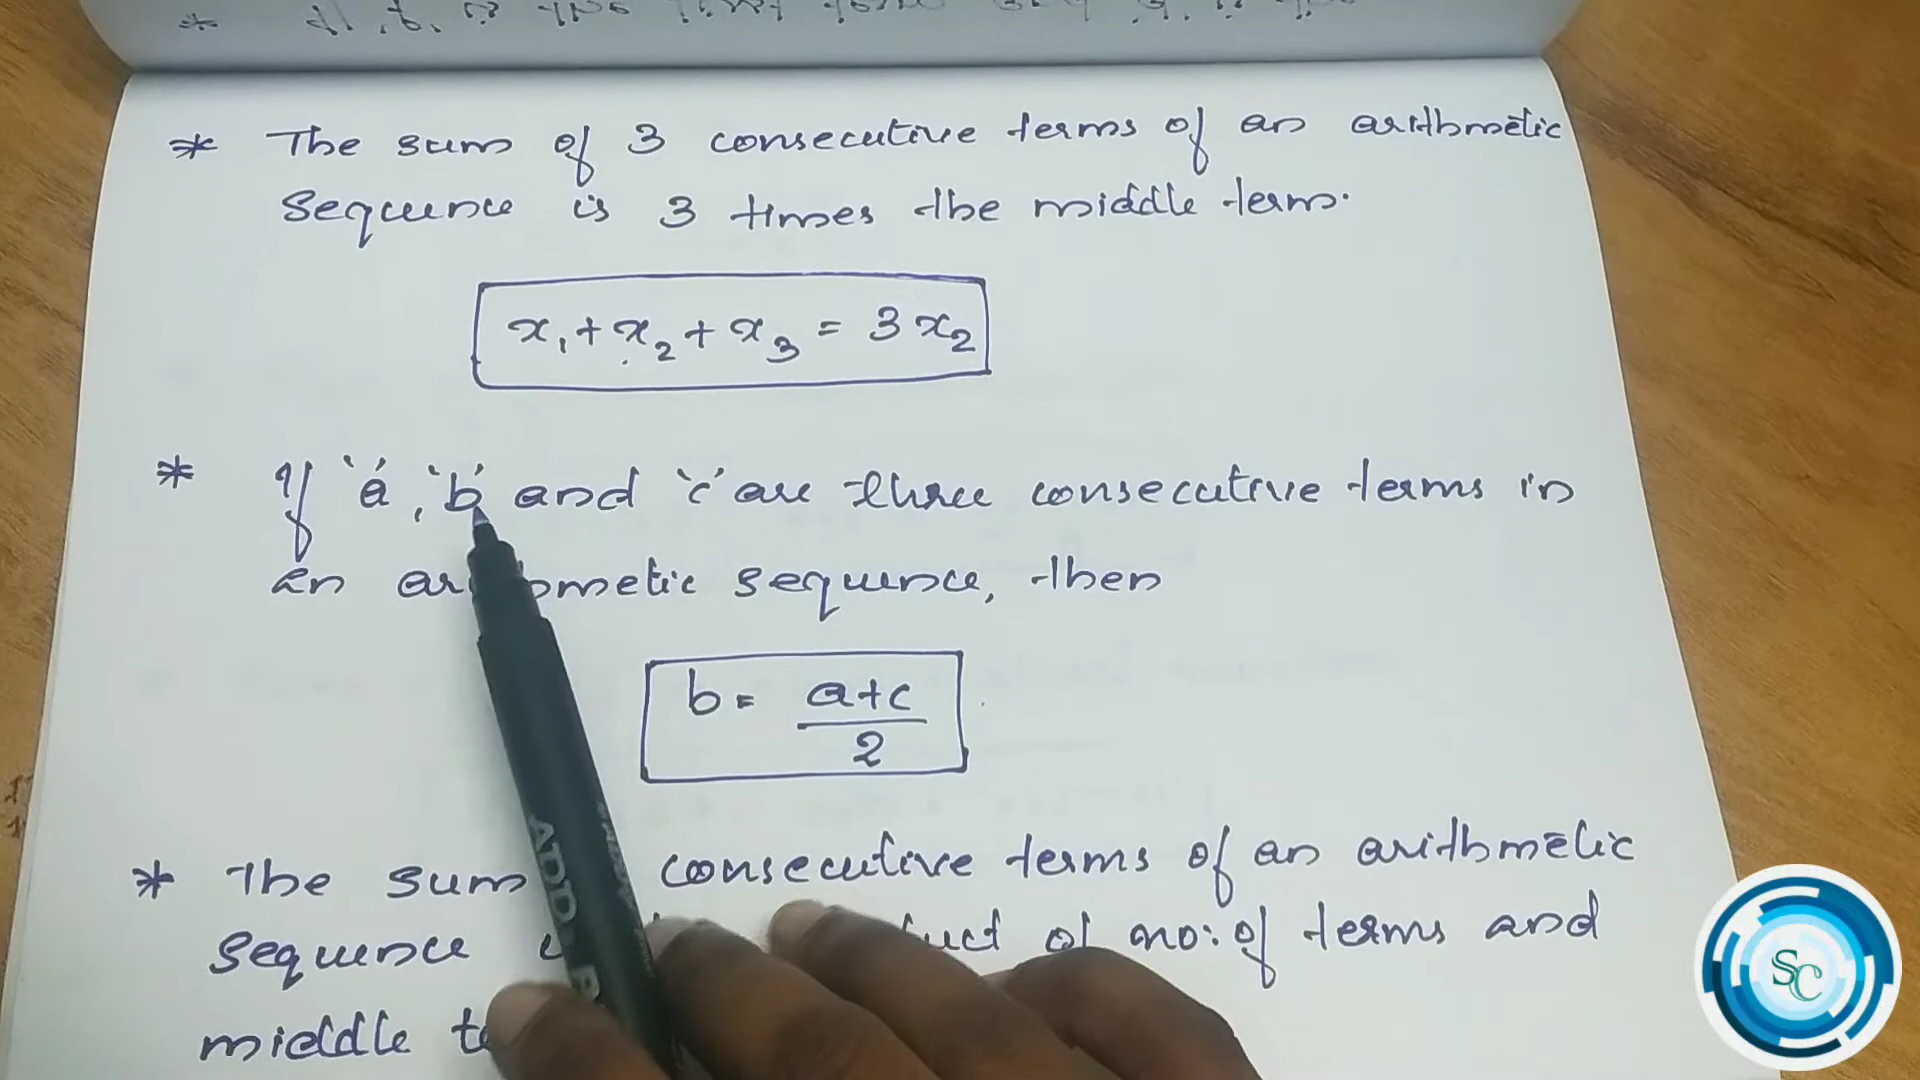 * The sum of 3 consecutive terms of an arithmetic
sequence is 3 times the middle term.
x₁ + x₂ + x₃ = 3x₂
* If 'a', 'b' and 'c' are three consecutive terms in
an arithmetic sequence, then
b = a+c
2
* The sum consecutive terms of an arithmetic
sequence of no: of terms and
middle
ADD
SC